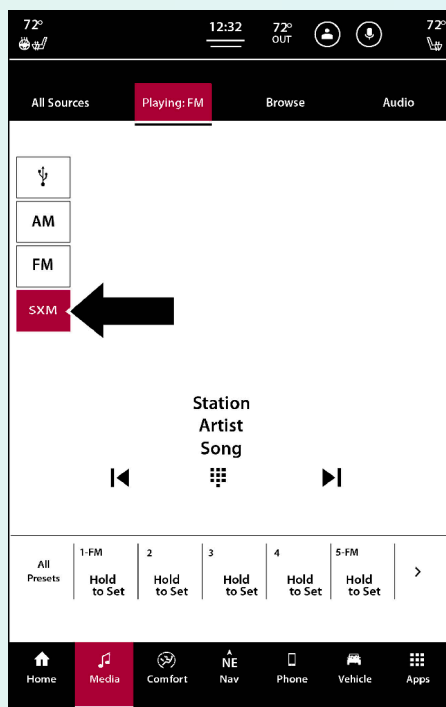 72°
12:32
72°
OUT
72°
All Sources
Playing: FM
Browse
Audio
AM
FM
SXM
Station
Artist
Song
All
Presets
1-FM
Hold
to Set
2
Hold
to Set
3
Hold
to Set
4
Hold
to Set
5-FM
Hold
to Set
NE
Home
Media
Comfort
Nav
Phone
Vehicle
Apps